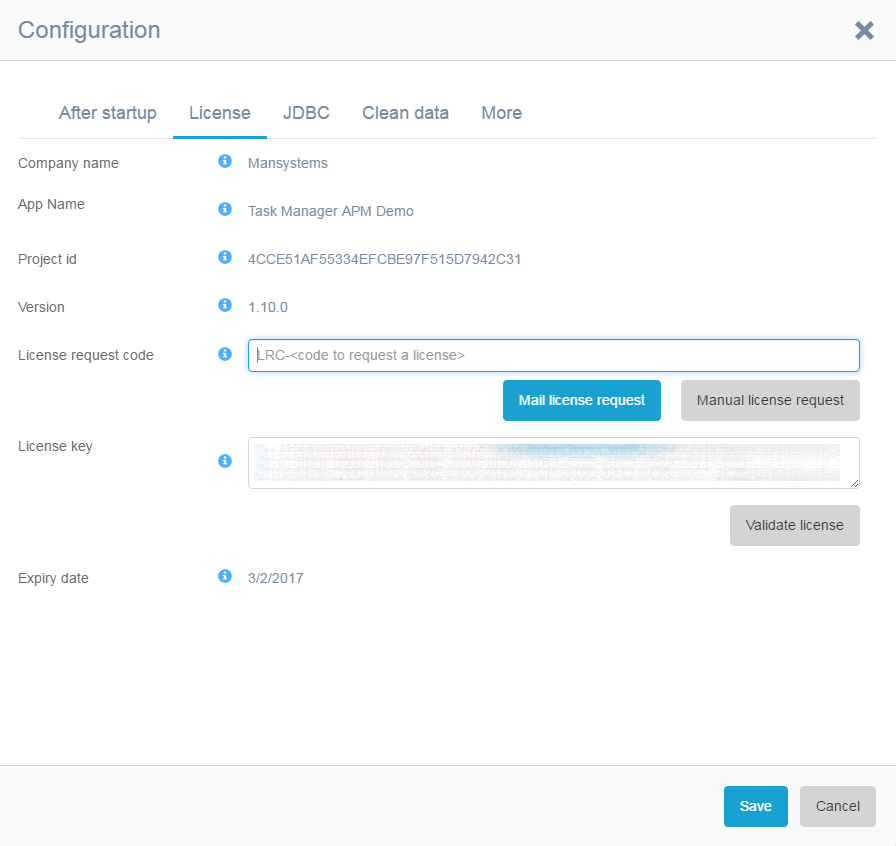 Configuration
After startup License JDBC Clean data More
Company name Mansystems
App Name Task Manager APM Demo
Project id 4CCE51AF55334EFCBE97F515D7942C31
Version 1.10.0
License request code LRC-<code to request a license>
Mail license request Manual license request
License key
Validate license
Expiry date 3/2/2017
Save Cancel